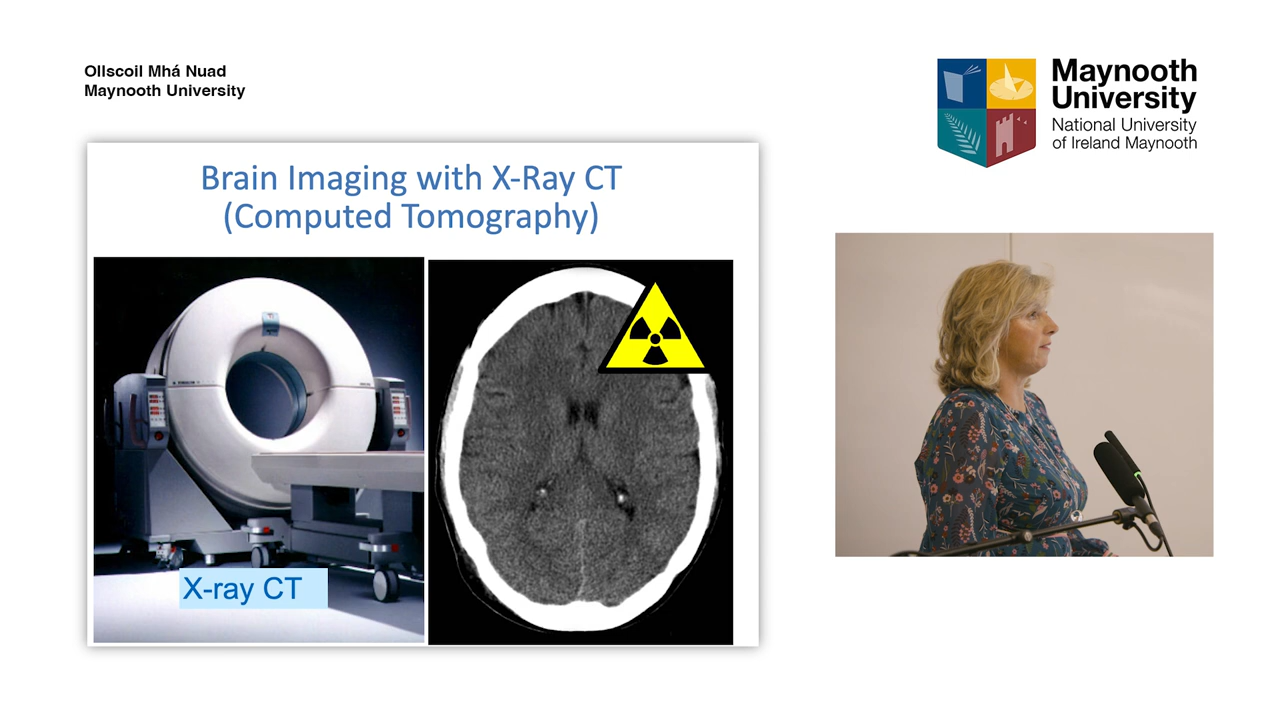 Ollscoil Mhá Nuad
Maynooth University
Maynooth
University
National University
of Ireland Maynooth
Brain Imaging with X-Ray CT
(Computed Tomography)
X-ray CT